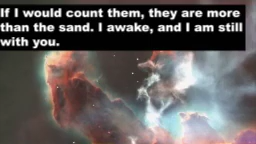 If I would count them, they are more
than the sand. I awake, and I am still
with you.